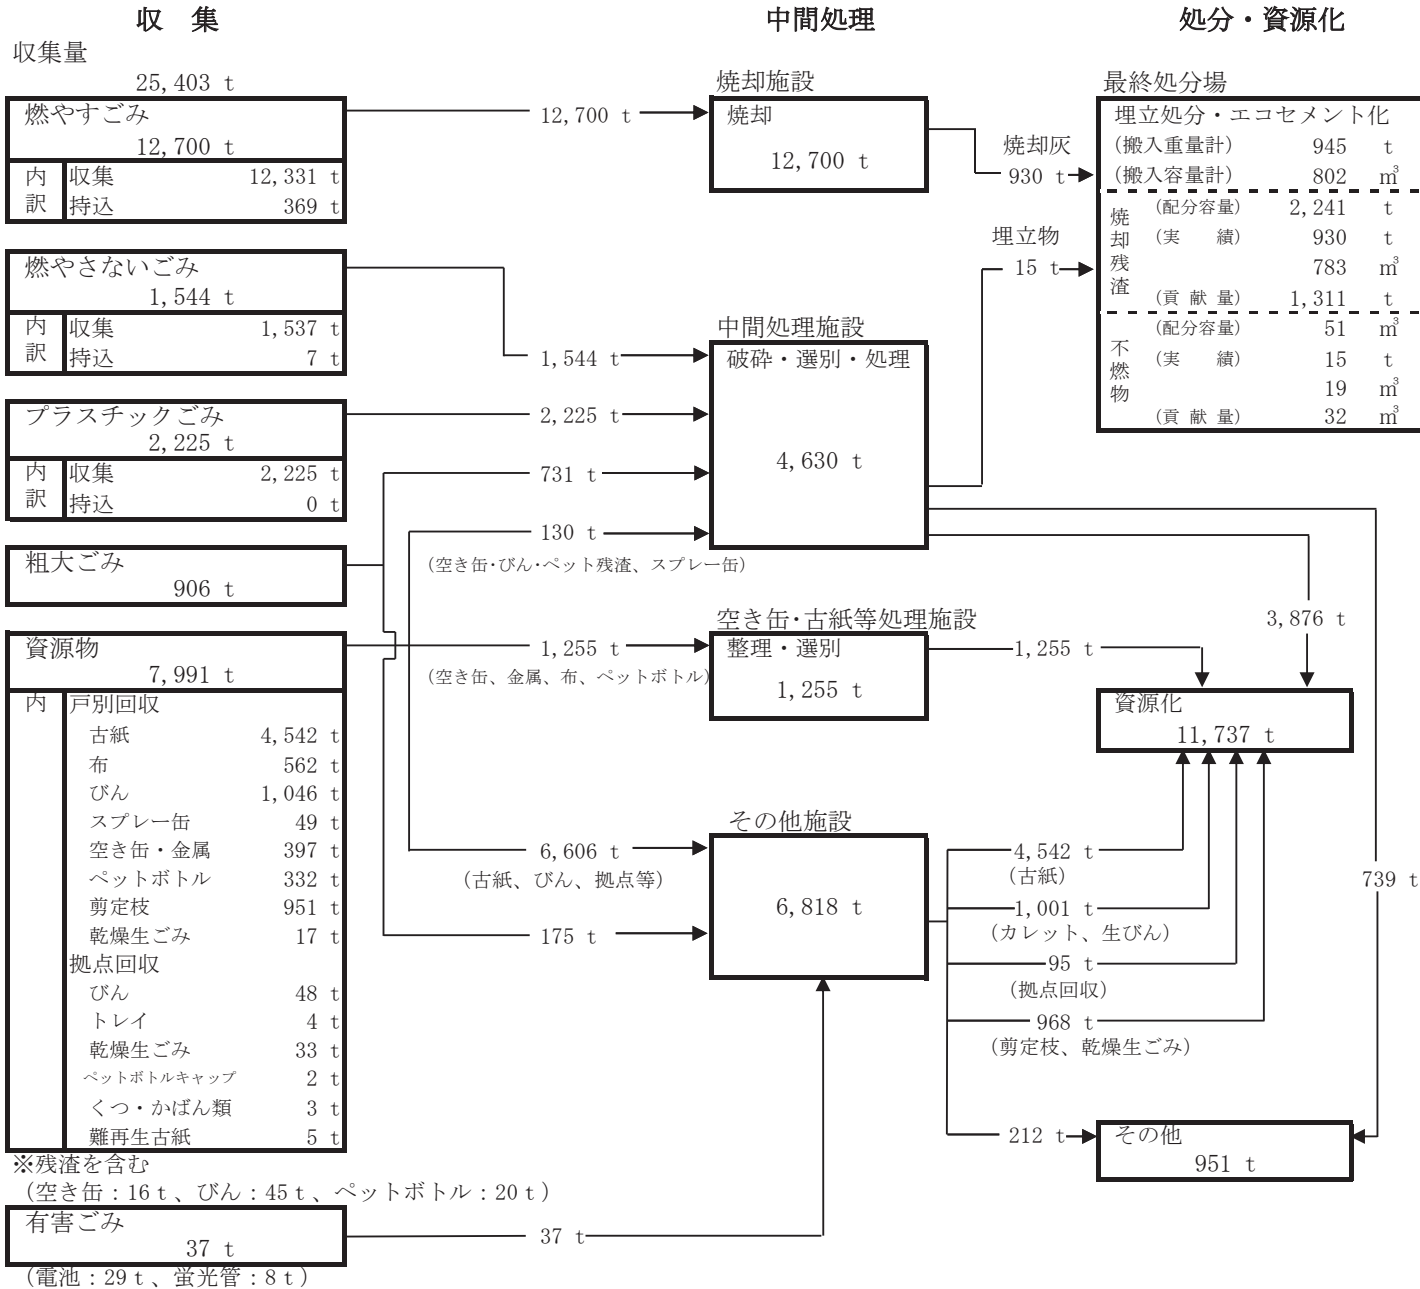 収　集
中間処理
処分・資源化
収集量
25,403 t
燃やすごみ
12,700 t
内訳
収集 12,331 t
持込 369 t
燃やさないごみ
1,544 t
内訳
収集 1,537 t
持込 7 t
プラスチックごみ
2,225 t
内訳
収集 2,225 t
持込 0 t
粗大ごみ
906 t
資源物
7,991 t
内
戸別回収
古紙 4,542 t
布 562 t
びん 1,046 t
スプレー缶 49 t
空き缶・金属 397 t
ペットボトル 332 t
剪定枝 951 t
乾燥生ごみ 17 t
拠点回収
びん 48 t
トレイ 4 t
乾燥生ごみ 33 t
ペットボトルキャップ 2 t
くつ・かばん類 3 t
難再生古紙 5 t
※残渣を含む
（空き缶：16ｔ、びん：45ｔ、ペットボトル：20ｔ）
有害ごみ
37 t
（電池：29ｔ、蛍光管：8ｔ）
12,700 t
1,544 t
2,225 t
731 t
130 t
（空き缶･びん･ペット残渣、スプレー缶）
1,255 t
（空き缶、金属、布、ペットボトル）
6,606 t
（古紙、びん、拠点等）
175 t
37 t
焼却施設
焼却
12,700 t
中間処理施設
破砕・選別・処理
4,630 t
空き缶･古紙等処理施設
整理・選別
1,255 t
その他施設
6,818 t
焼却灰
930 t
埋立物
15 t
最終処分場
埋立処分・エコセメント化
（搬入重量計） 945 t
（搬入容量計） 802 m³
焼却残渣
（配分容量） 2,241 t
（実　績） 930 t
783 m³
（貢献量） 1,311 t
不燃物
（配分容量） 51 m³
（実　績） 15 t
19 m³
（貢献量） 32 m³
3,876 t
1,255 t
資源化
11,737 t
4,542 t
（古紙）
1,001 t
（カレット、生びん）
95 t
（拠点回収）
968 t
（剪定枝、乾燥生ごみ）
739 t
212 t
その他
951 t